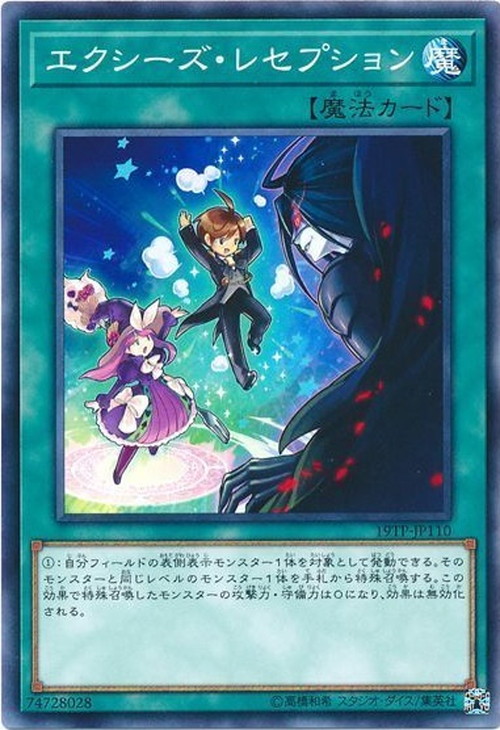 エクシーズ・レセプション 魔
【魔法カード】
19TP-JP110
①：自分フィールドの表側表示モンスター１体を対象として発動できる。その
モンスターと同じレベルのモンスター１体を手札から特殊召喚する。この
効果で特殊召喚したモンスターの攻撃力・守備力は０になり、効果は無効化
される。
74728028
©高橋和希 スタジオ・ダイス/集英社